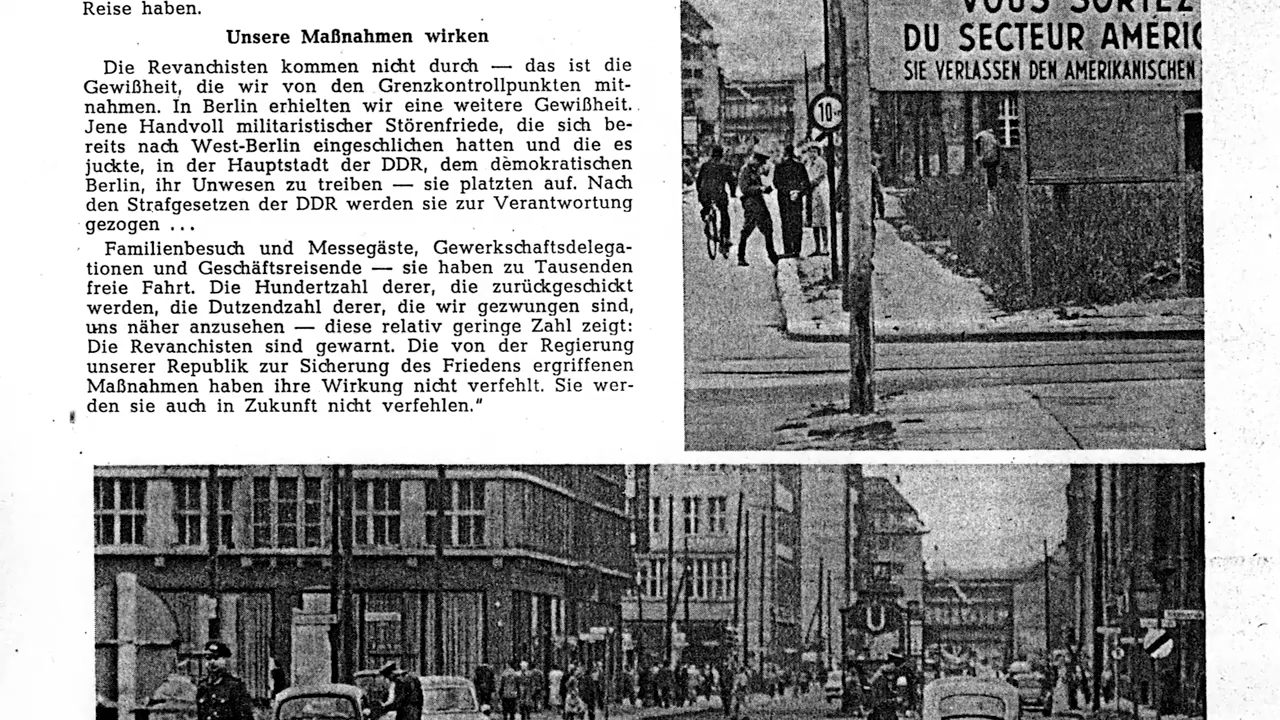 Reise haben.
Unsere Maßnahmen wirken
Die Revanchisten kommen nicht durch — das ist die
Gewißheit, die wir von den Grenzkontrollpunkten mit-
nahmen. In Berlin erhielten wir eine weitere Gewißheit.
Jene Handvoll militaristischer Störenfriede, die sich be-
reits nach West-Berlin eingeschlichen hatten und die es
juckte, in der Hauptstadt der DDR, dem demokratischen
Berlin, ihr Unwesen zu treiben — sie platzten auf. Nach
den Strafgesetzen der DDR werden sie zur Verantwortung
gezogen ...
Familienbesuch und Messegäste, Gewerkschaftsdelega-
tionen und Geschäftsreisende — sie haben zu Tausenden
freie Fahrt. Die Hundertzahl derer, die zurückgeschickt
werden, die Dutzendzahl derer, die wir gezwungen sind,
uns näher anzusehen — diese relativ geringe Zahl zeigt:
Die Revanchisten sind gewarnt. Die von der Regierung
unserer Republik zur Sicherung des Friedens ergriffenen
Maßnahmen haben ihre Wirkung nicht verfehlt. Sie wer-
den sie auch in Zukunft nicht verfehlen."
VOUS SORTEZ
DU SECTEUR AMÉRIC
SIE VERLASSEN DEN AMERIKANISCHEN
10
U